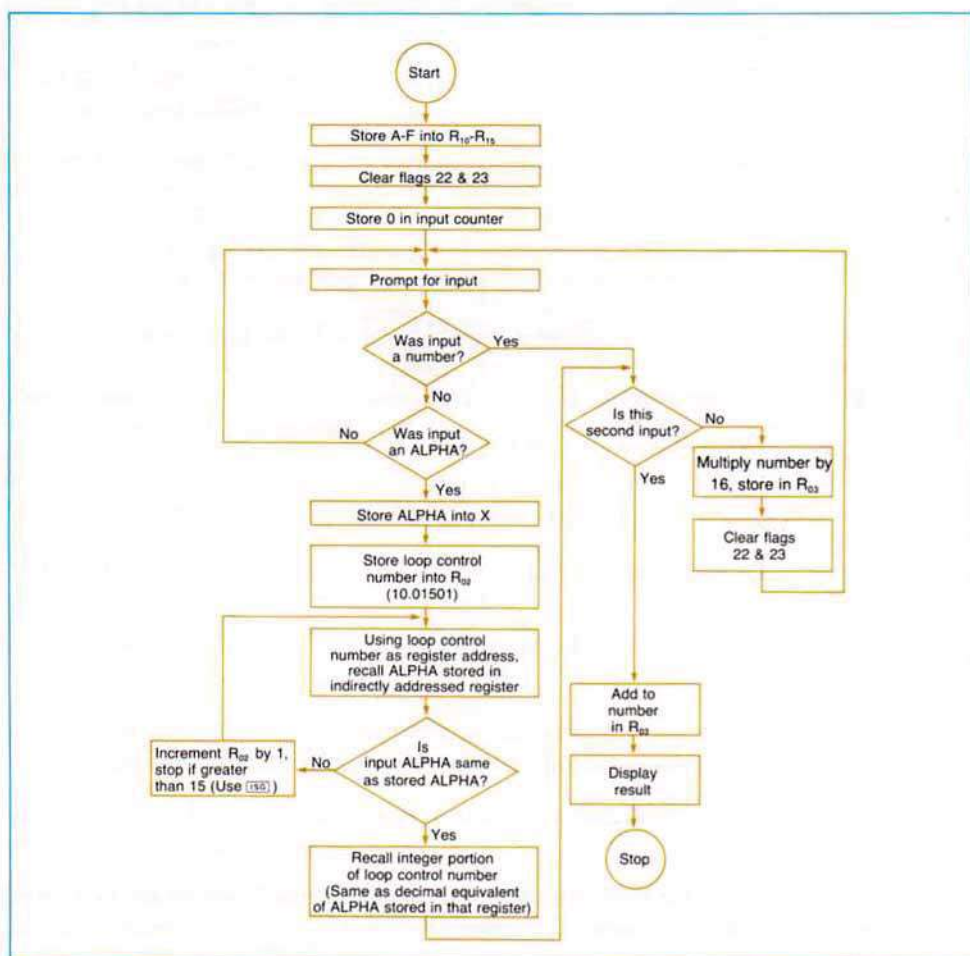 Start
Store A-F into R₁₀-R₁₅
Clear flags 22 & 23
Store 0 in input counter
Prompt for input
Was input
a number?
Yes
No
Was input
an ALPHA?
No
Yes
Store ALPHA into X
Store loop control
number into R₀₂
(10.01501)
Using loop control
number as register address,
recall ALPHA stored in
indirectly addressed register
Is
input ALPHA same
as stored ALPHA?
No
Increment R₀₂ by 1,
stop if greater
than 15 (Use ISG)
Yes
Recall integer portion
of loop control number
(Same as decimal equivalent
of ALPHA stored in that register)
Is this
second input?
No
Multiply number by
16, store in R₀₃
Clear flags
22 & 23
Yes
Add to
number
in R₀₃
Display
result
Stop